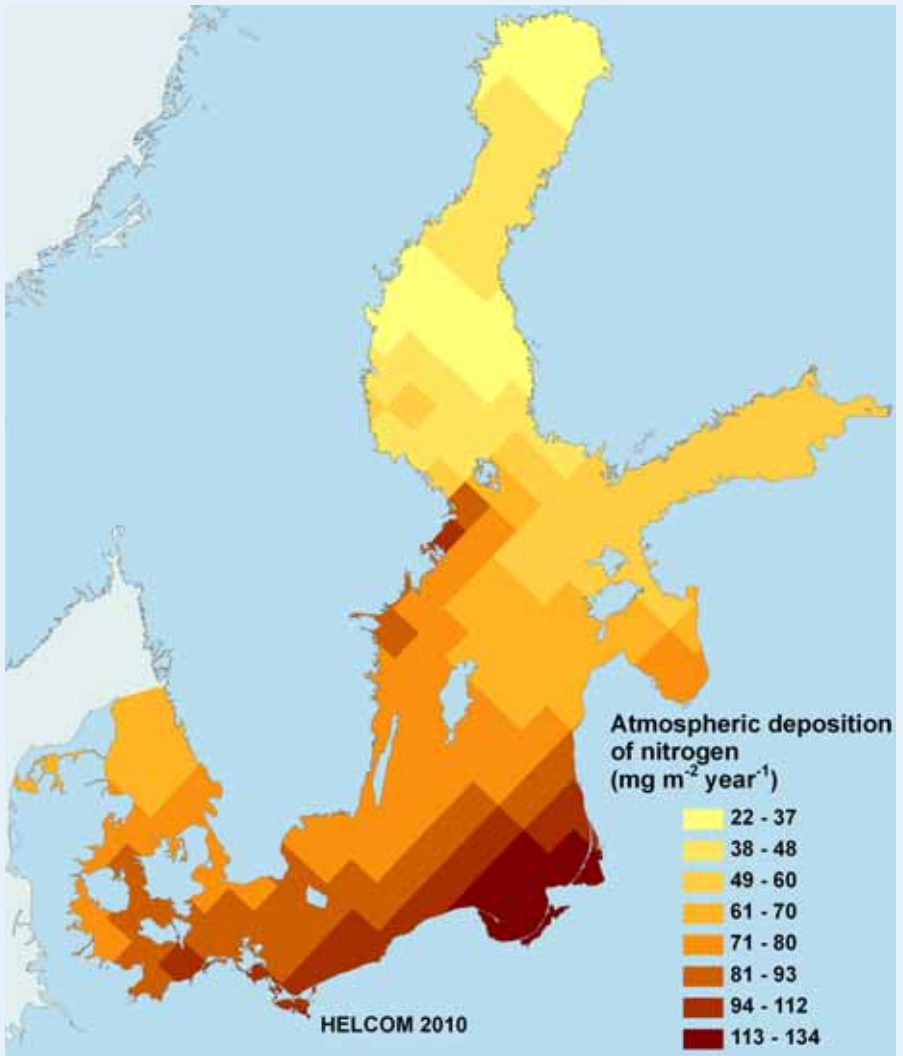 Atmospheric deposition
of nitrogen
(mg m⁻² year⁻¹)
22 - 37
38 - 48
49 - 60
61 - 70
71 - 80
81 - 93
94 - 112
113 - 134
HELCOM 2010